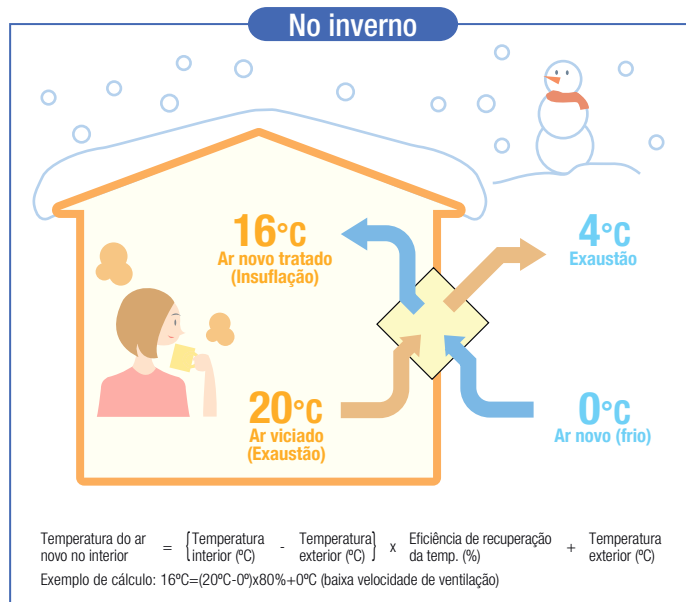 No inverno
16°C
Ar novo tratado
(Insuflação)
4°C
Exaustão
20°C
Ar viciado
(Exaustão)
0°C
Ar novo (frio)
Temperatura do ar novo no interior = {Temperatura interior (ºC) - Temperatura exterior (ºC)} x Eficiência de recuperação da temp. (%) + Temperatura exterior (ºC)
Exemplo de cálculo: 16ºC=(20ºC-0º)x80%+0ºC (baixa velocidade de ventilação)